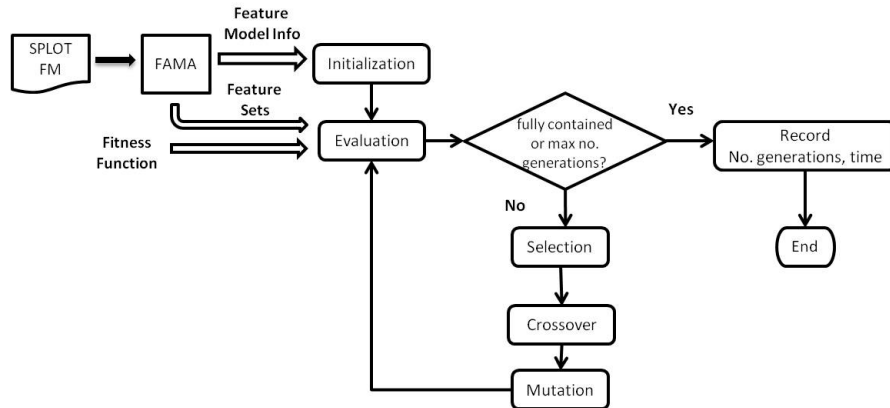 SPLOT
FM
FAMA
Feature
Model Info
Initialization
Feature
Sets
Fitness
Function
Evaluation
fully contained
or max no.
generations?
Yes
Record
No. generations, time
End
No
Selection
Crossover
Mutation